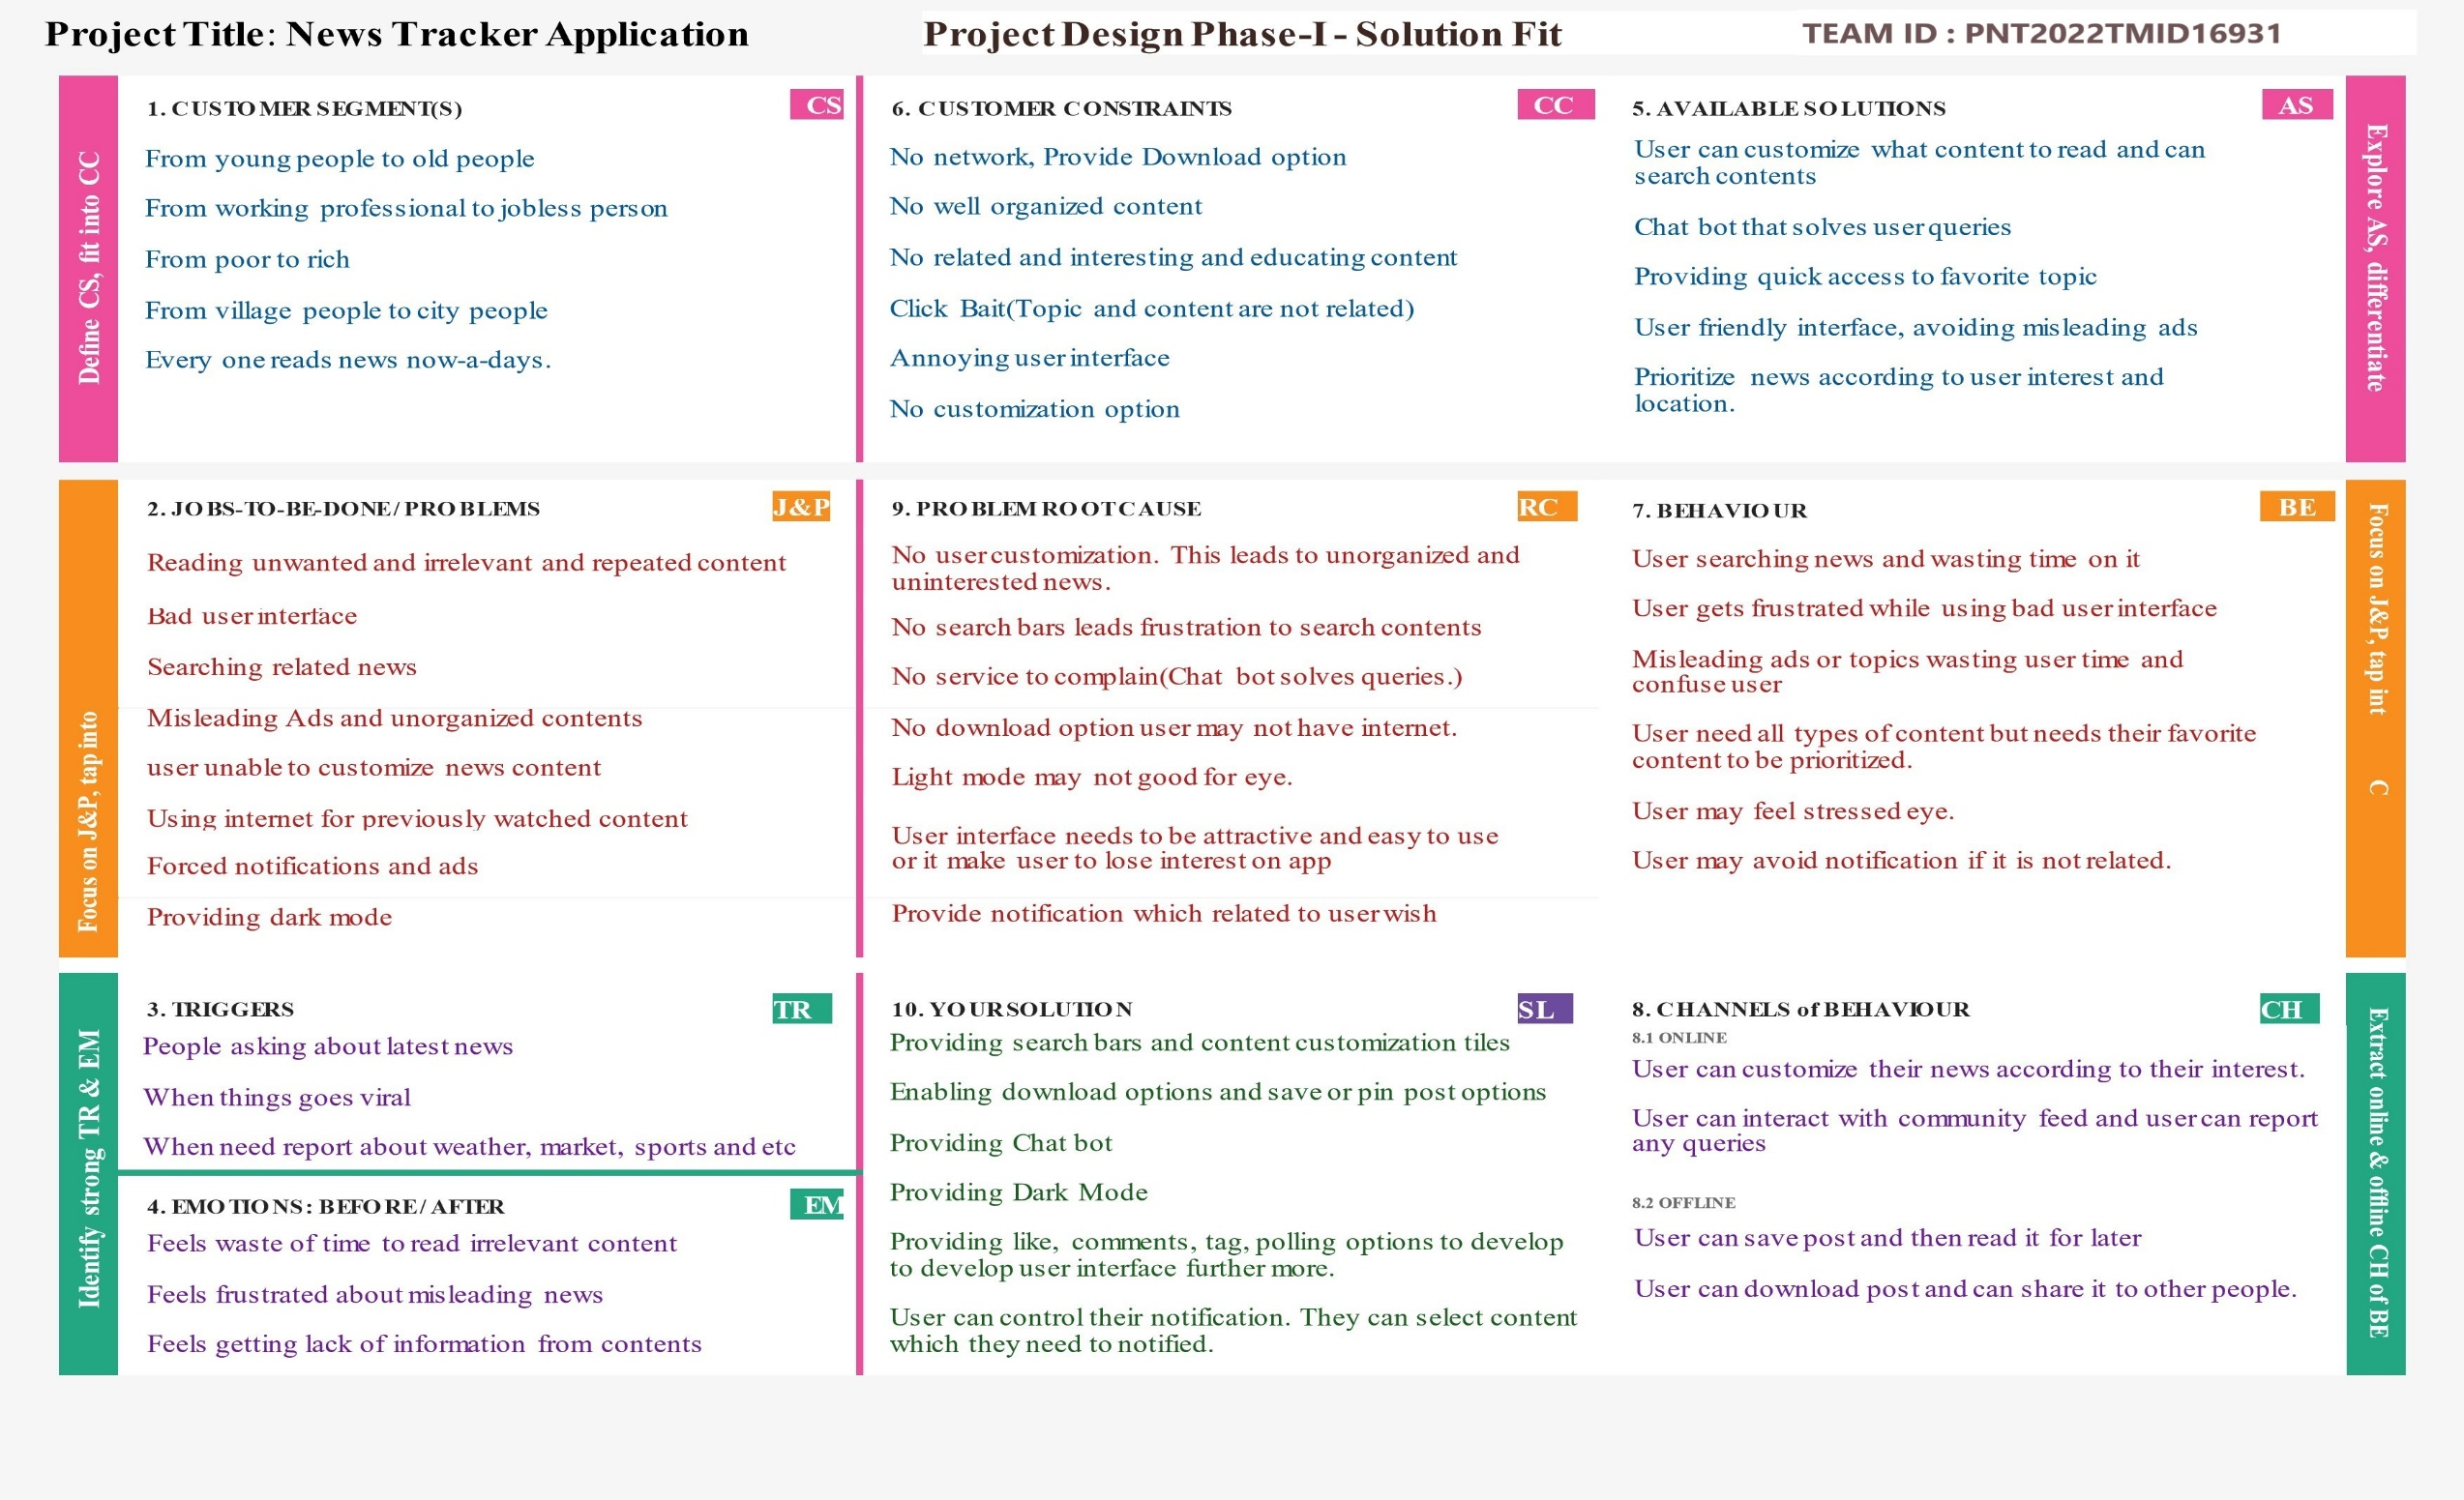 Project Title: News Tracker Application
Project Design Phase-I - Solution Fit
TEAM ID : PNT2022TMID16931
Define CS, fit into CC
1. CUSTOMER SEGMENT(S)
CS
From young people to old people
From working professional to jobless person
From poor to rich
From village people to city people
Every one reads news now-a-days.
6. CUSTOMER CONSTRAINTS
CC
No network, Provide Download option
No well organized content
No related and interesting and educating content
Click Bait(Topic and content are not related)
Annoying user interface
No customization option
5. AVAILABLE SOLUTIONS
AS
User can customize what content to read and can
search contents
Chat bot that solves user queries
Providing quick access to favorite topic
User friendly interface, avoiding misleading ads
Prioritize news according to user interest and
location.
Explore AS, differentiate
Focus on J&P, tap into
2. JOBS-TO-BE-DONE / PROBLEMS
J&P
Reading unwanted and irrelevant and repeated content
Bad user interface
Searching related news
Misleading Ads and unorganized contents
user unable to customize news content
Using internet for previously watched content
Forced notifications and ads
Providing dark mode
9. PROBLEM ROOT CAUSE
RC
No user customization. This leads to unorganized and
uninterested news.
No search bars leads frustration to search contents
No service to complain(Chat bot solves queries.)
No download option user may not have internet.
Light mode may not good for eye.
User interface needs to be attractive and easy to use
or it make user to lose interest on app
Provide notification which related to user wish
7. BEHAVIOUR
BE
User searching news and wasting time on it
User gets frustrated while using bad user interface
Misleading ads or topics wasting user time and
confuse user
User need all types of content but needs their favorite
content to be prioritized.
User may feel stressed eye.
User may avoid notification if it is not related.
Focus on J&P, tap int C
Identify strong TR & EM
3. TRIGGERS
TR
People asking about latest news
When things goes viral
When need report about weather, market, sports and etc
4. EMOTIONS: BEFORE / AFTER
EM
Feels waste of time to read irrelevant content
Feels frustrated about misleading news
Feels getting lack of information from contents
10. YOUR SOLUTION
SL
Providing search bars and content customization tiles
Enabling download options and save or pin post options
Providing Chat bot
Providing Dark Mode
Providing like, comments, tag, polling options to develop
to develop user interface further more.
User can control their notification. They can select content
which they need to notified.
8. CHANNELS of BEHAVIOUR
CH
8.1 ONLINE
User can customize their news according to their interest.
User can interact with community feed and user can report
any queries
8.2 OFFLINE
User can save post and then read it for later
User can download post and can share it to other people.
Extract online & offline CH of BE